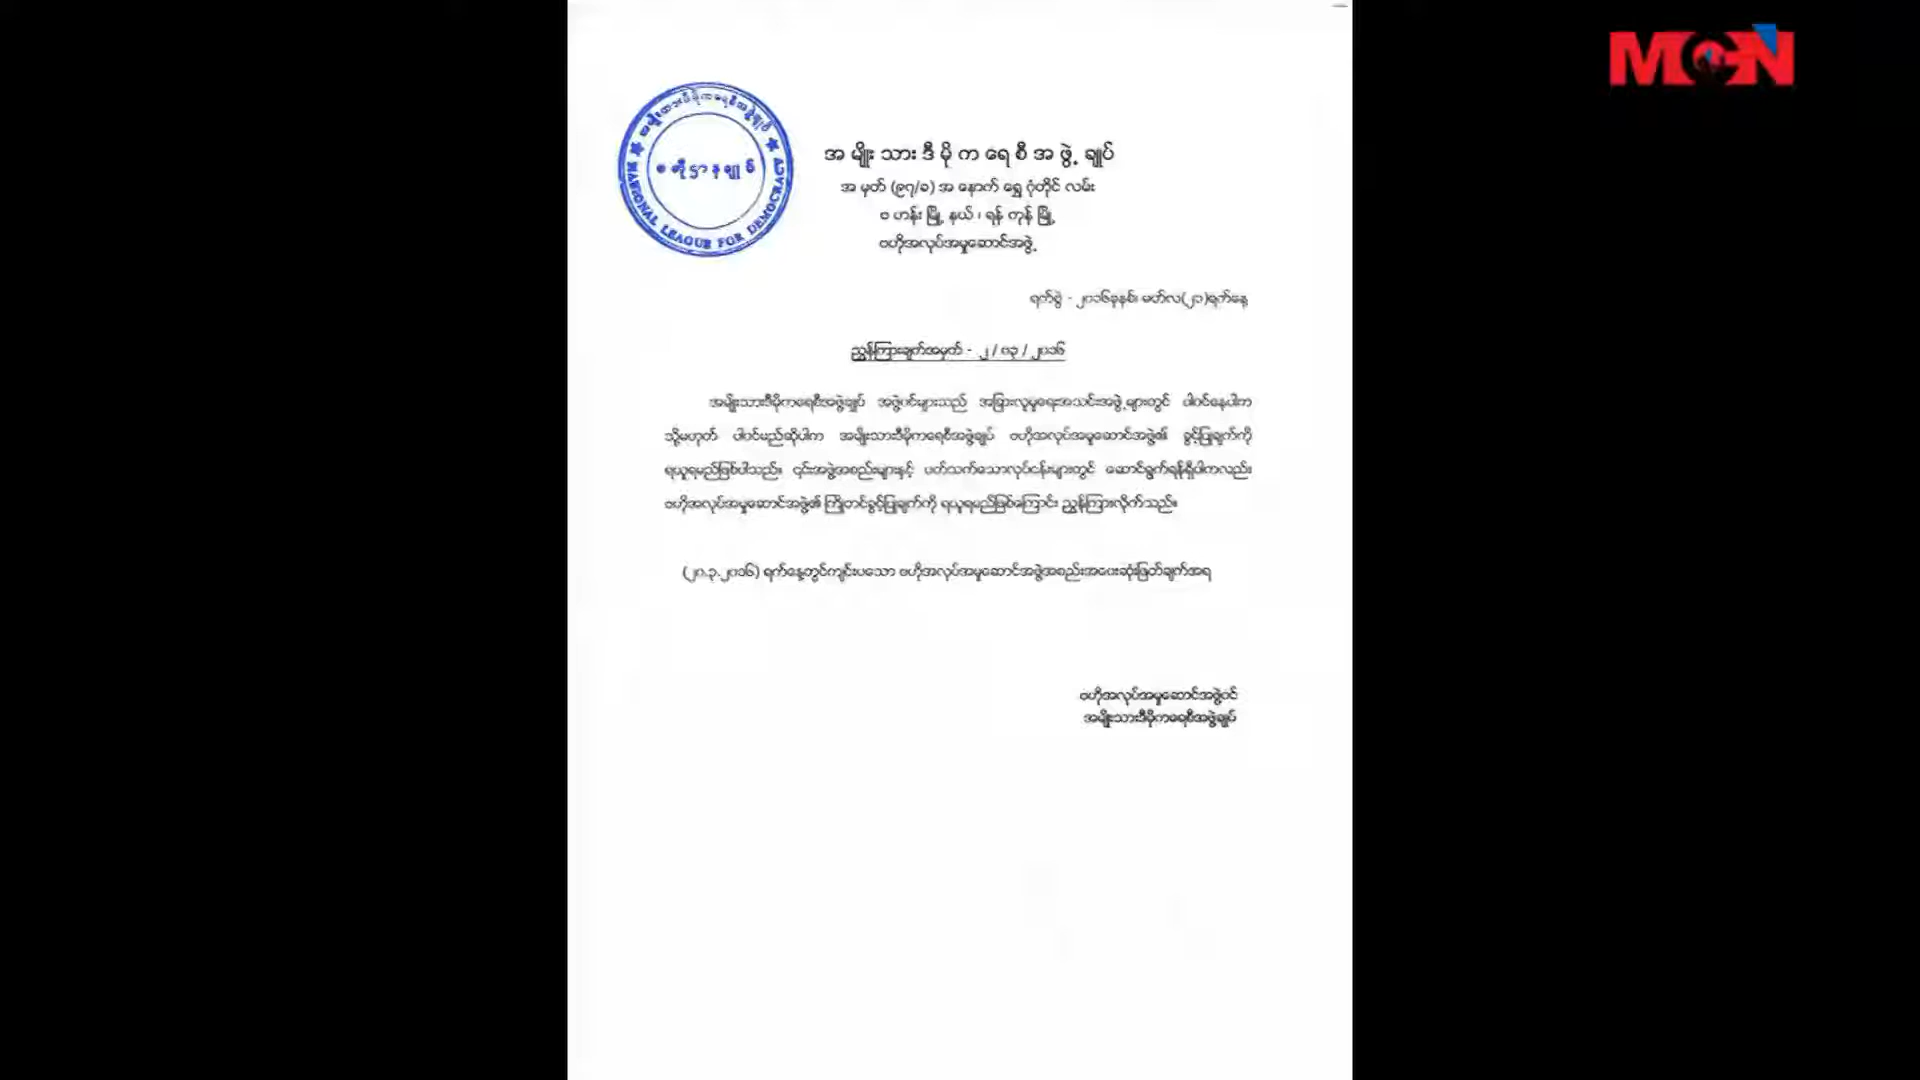 MCN
အမျိုးသားဒီမိုကရေစီအဖွဲ့ချုပ်
ဗဟိုဌာနချုပ်
NATIONAL LEAGUE FOR DEMOCRACY
အမျိုးသားဒီမိုကရေစီအဖွဲ့ချုပ်
အမှတ် (၉၇/ခ) အနောက်ရွှေဂုံတိုင်လမ်း
ဗဟန်းမြို့နယ်၊ ရန်ကုန်မြို့
ဗဟိုအလုပ်အမှုဆောင်အဖွဲ့
ရက်စွဲ - ၂၀၁၆ခုနှစ်၊ မတ်လ(၂၁)ရက်နေ့
ညွှန်ကြားချက်အမှတ် - ၂ / ၀၃ / ၂၀၁၆
အမျိုးသားဒီမိုကရေစီအဖွဲ့ချုပ် အဖွဲ့ဝင်များသည် အခြားလူမှုရေးအသင်းအဖွဲ့များတွင် ပါဝင်နေပါက
သို့မဟုတ် ပါဝင်မည်ဆိုပါက အမျိုးသားဒီမိုကရေစီအဖွဲ့ချုပ် ဗဟိုအလုပ်အမှုဆောင်အဖွဲ့၏ ခွင့်ပြုချက်ကို
ရယူရမည်ဖြစ်ပါသည်။ ၎င်းအဖွဲ့အစည်းများနှင့် ပတ်သက်သောလုပ်ငန်းများတွင် ဆောင်ရွက်ရန်ရှိပါကလည်း
ဗဟိုအလုပ်အမှုဆောင်အဖွဲ့၏ ကြိုတင်ခွင့်ပြုချက်ကို ရယူရမည်ဖြစ်ကြောင်း ညွှန်ကြားလိုက်သည်။
(၂၀.၃.၂၀၁၆) ရက်နေ့တွင်ကျင်းပသော ဗဟိုအလုပ်အမှုဆောင်အဖွဲ့အစည်းအဝေးဆုံးဖြတ်ချက်အရ
ဗဟိုအလုပ်အမှုဆောင်အဖွဲ့ဝင်
အမျိုးသားဒီမိုကရေစီအဖွဲ့ချုပ်